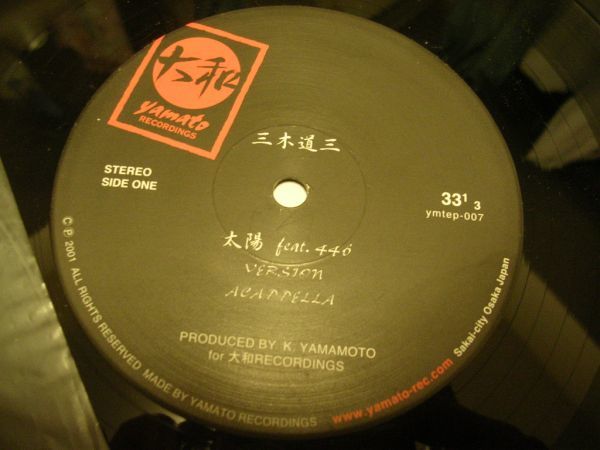 大和
yamato
RECORDINGS
三木道三
STEREO
SIDE ONE
33 1 3
ymtep-007
太陽 feat. 446
VERSION
ACAPPELLA
PRODUCED BY K. YAMAMOTO
for 大和RECORDINGS
C P 2001 ALL RIGHTS RESERVED MADE BY YAMATO RECORDINGS www.yamato-rec.com Sakai-city Osaka Japan